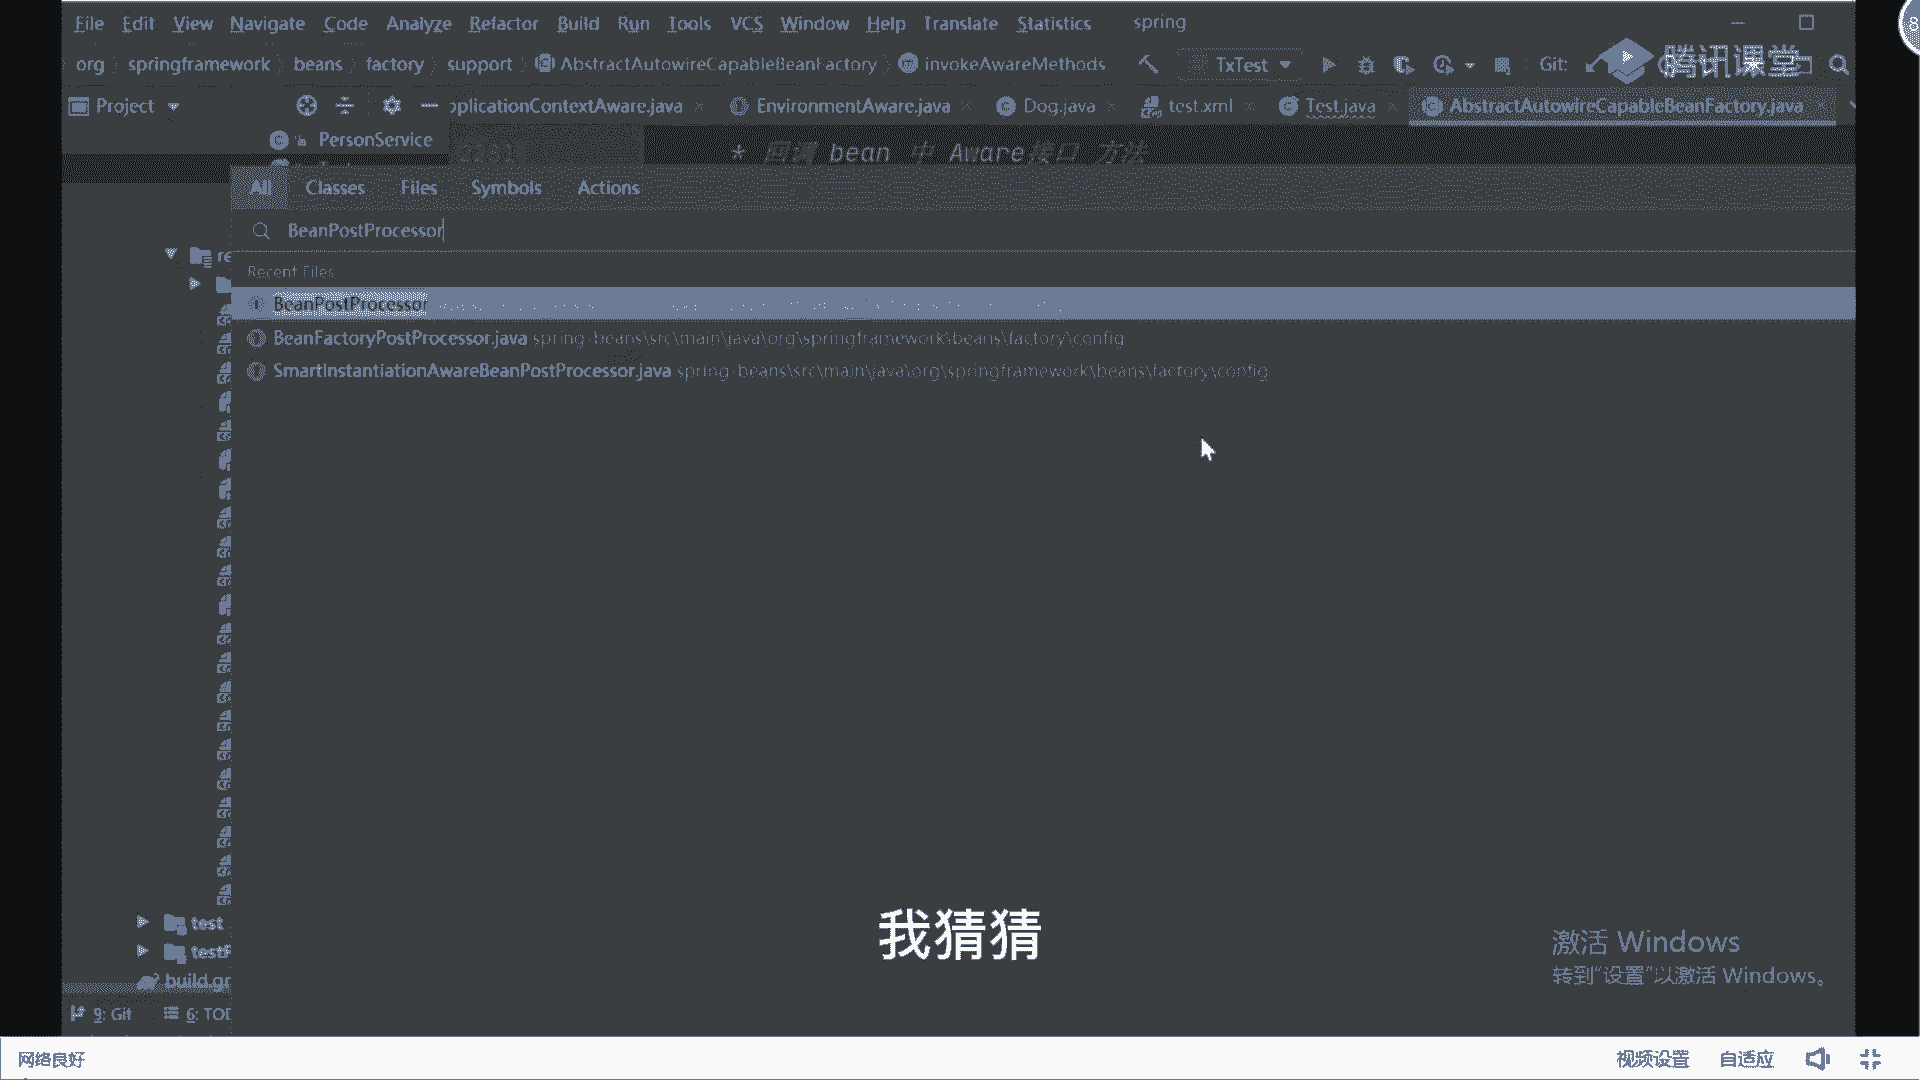 File Edit View Navigate Code Analyze Refactor Build Run Tools VCS Window Help Translate Statistics spring
org springframework beans factory support AbstractAutowireCapableBeanFactory invokeAwareMethods TxTest Git: 腾讯课堂
Project pplicationContextAware.java EnvironmentAware.java Dog.java test.xml Test.java AbstractAutowireCapableBeanFactory.java
PersonService
* 回调 bean 中 Aware接口 方法
All Classes Files Symbols Actions
BeanPostProcessor
re
Recent Files
BeanPostProcessor
BeanFactoryPostProcessor.java spring-beans\src\main\java\org\springframework\beans\factory\config
SmartInstantiationAwareBeanPostProcessor.java spring-beans\src\main\java\org\springframework\beans\factory\config
test
testF
build.gr
我猜猜
激活 Windows
转到“设置”以激活 Windows。
9: Git 6: TOD
网络良好 视频设置 自适应